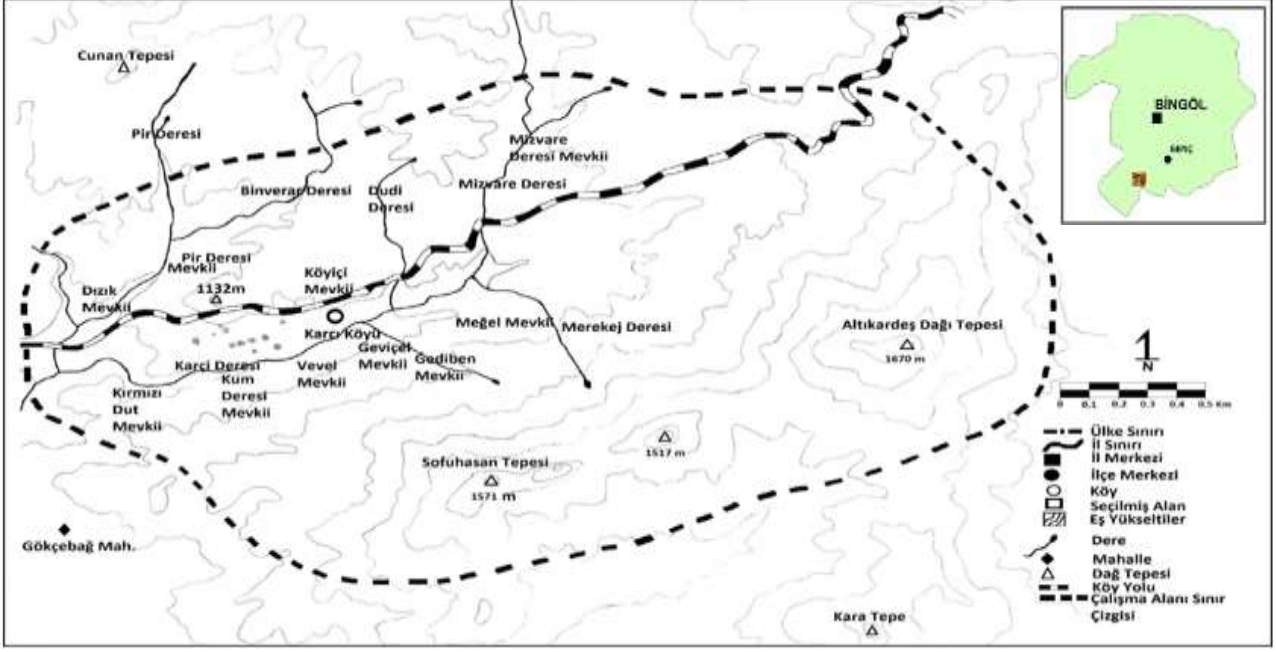 Cunan Tepesi
BİNGÖL
Pir Deresi
Mizvare
Deresi Mevkii
Binveran Deresi
Dudi
Deresi
Mizvare Deresi
Pir Deresi
Mevkii
1132m
Köyiçi
Mevkii
Dızık
Mevkii
Karçı Köyü
Meğel Mevkii
Merekej Deresi
Altıkardeş Dağı Tepesi
1670 m
Geviçel
Mevkii
Gediben
Mevkii
Karçi Deresi
Vevel
Mevkii
Kum
Deresi
Mevkii
Kırmızı
Dut
Mevkii
1517 m
Sofuhasan Tepesi
1571 m
Gökçebağ Mah.
Kara Tepe
N
0 0.1 0.2 0.3 0.4 0.5 Km
Ülke Sınırı
İl Sınırı
İl Merkezi
İlçe Merkezi
Köy
Seçilmiş Alan
Eş Yükseltiler
Dere
Mahalle
Dağ Tepesi
Köy Yolu
Çalışma Alanı Sınır
Çizgisi